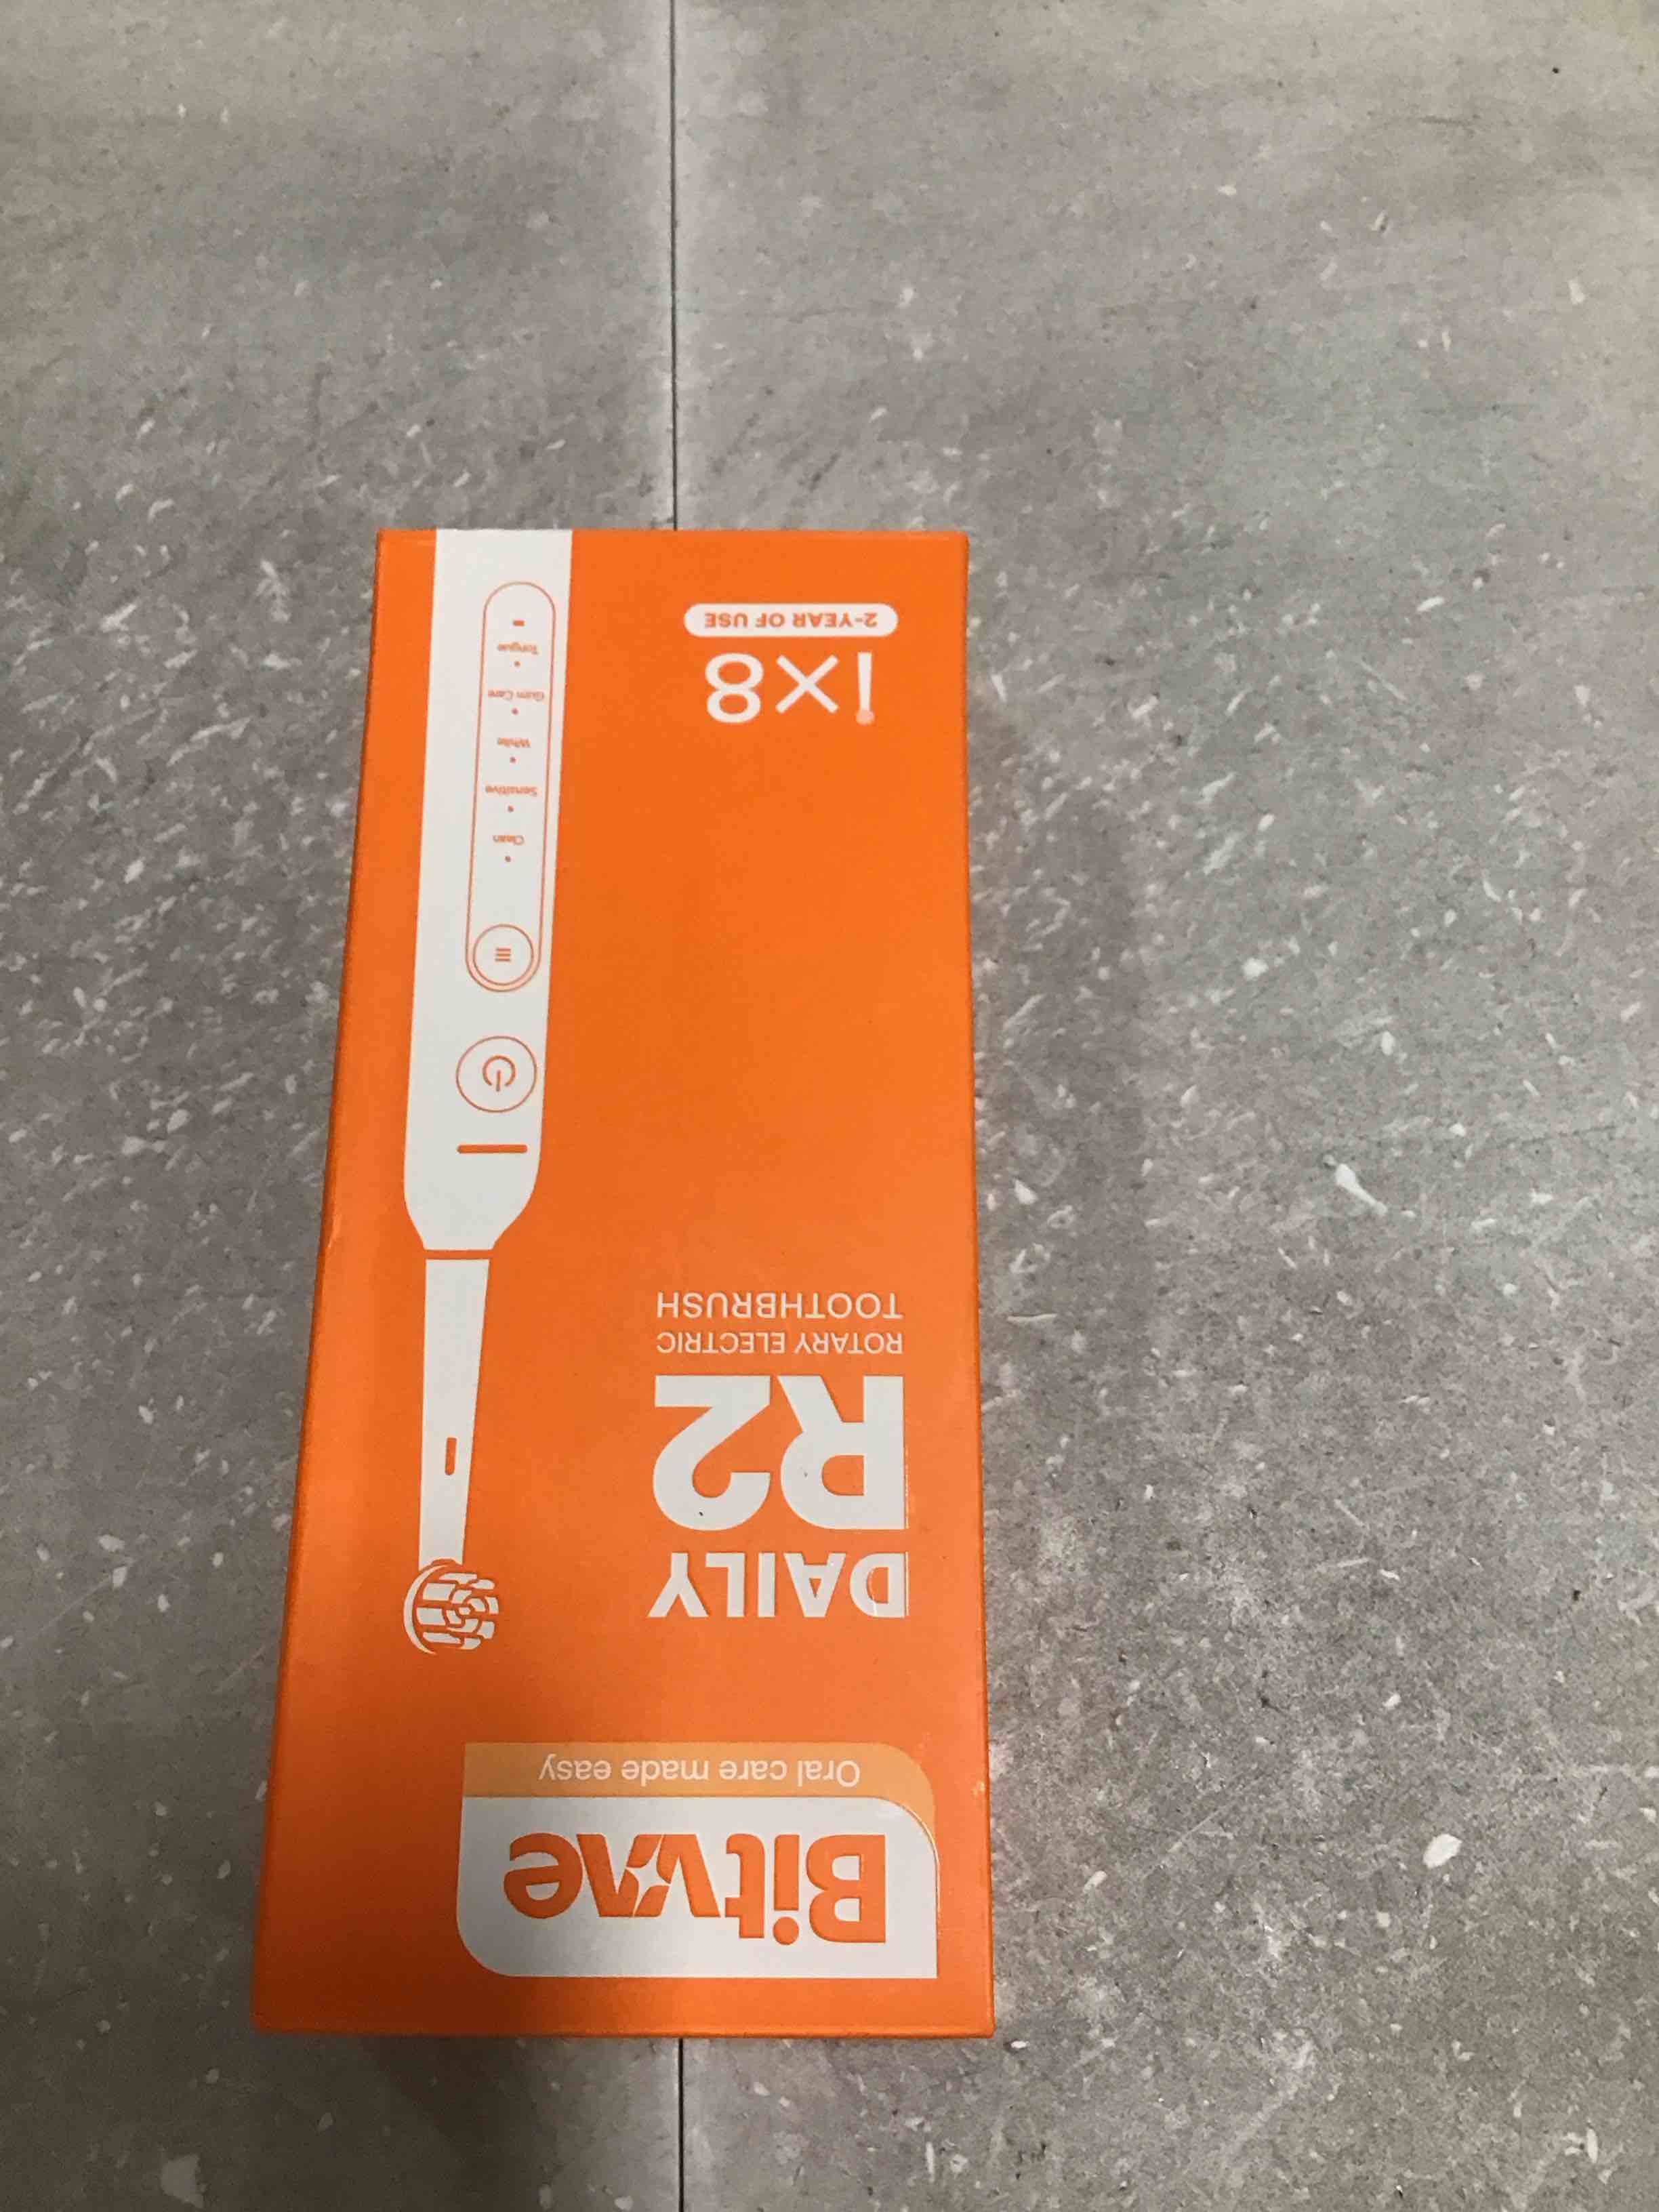 Bitvae
Oral care made easy
DAILY
R2
ROTARY ELECTRIC
TOOTHBRUSH
Clean
Sensitive
White
Gum Care
Tongue
×8
2-YEAR OF USE